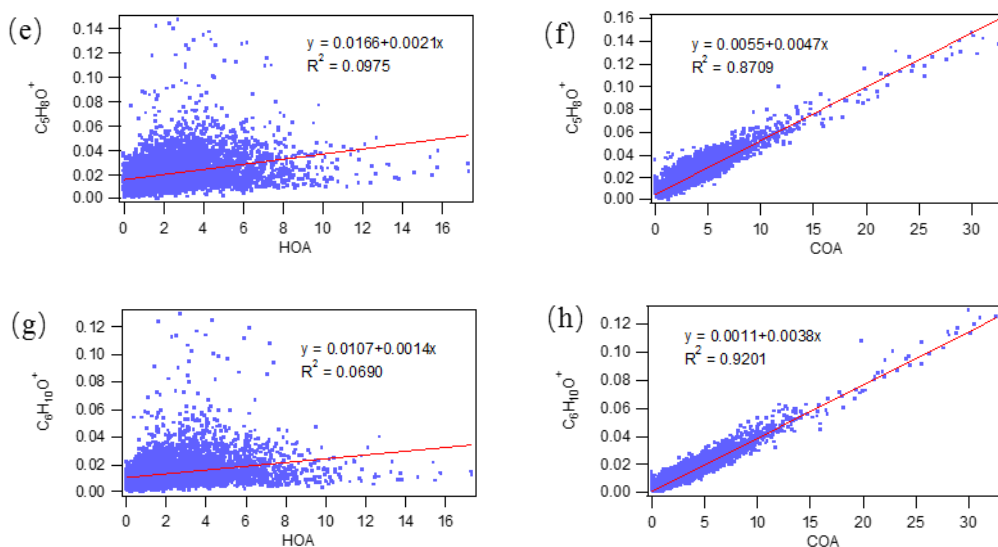 (e)
0.14
0.12
0.10
0.08
0.06
0.04
0.02
0.00
C₅H₈O⁺
y = 0.0166+0.0021x
R² = 0.0975
0 2 4 6 8 10 12 14 16
HOA
(f)
0.16
0.14
0.12
0.10
0.08
0.06
0.04
0.02
0.00
C₅H₈O⁺
y = 0.0055+0.0047x
R² = 0.8709
0 5 10 15 20 25 30
COA
(g)
0.12
0.10
0.08
0.06
0.04
0.02
0.00
C₆H₁₀O⁺
y = 0.0107+0.0014x
R² = 0.0690
0 2 4 6 8 10 12 14 16
HOA
(h)
0.12
0.10
0.08
0.06
0.04
0.02
0.00
C₆H₁₀O⁺
y = 0.0011+0.0038x
R² = 0.9201
0 5 10 15 20 25 30
COA